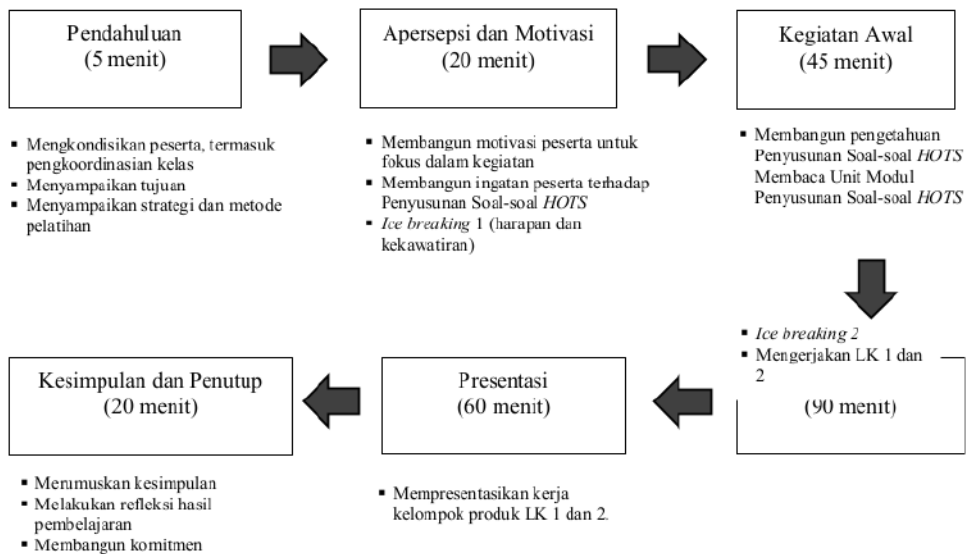 Pendahuluan
(5 menit)
▪ Mengkondisikan peserta, termasuk
pengkoordinasian kelas
▪ Menyampaikan tujuan
▪ Menyampaikan strategi dan metode
pelatihan
Apersepsi dan Motivasi
(20 menit)
▪ Membangun motivasi peserta untuk
fokus dalam kegiatan
▪ Membangun ingatan peserta terhadap
Penyusunan Soal-soal HOTS
▪ Ice breaking 1 (harapan dan
kekawatiran)
Kegiatan Awal
(45 menit)
▪ Membangun pengetahuan
Penyusunan Soal-soal HOTS
Membaca Unit Modul
Penyusunan Soal-soal HOTS
▪ Ice breaking 2
▪ Mengerjakan LK 1 dan
2
(90 menit)
Presentasi
(60 menit)
▪ Mempresentasikan kerja
kelompok produk LK 1 dan 2.
Kesimpulan dan Penutup
(20 menit)
▪ Merumuskan kesimpulan
▪ Melakukan refleksi hasil
pembelajaran
▪ Membangun komitmen